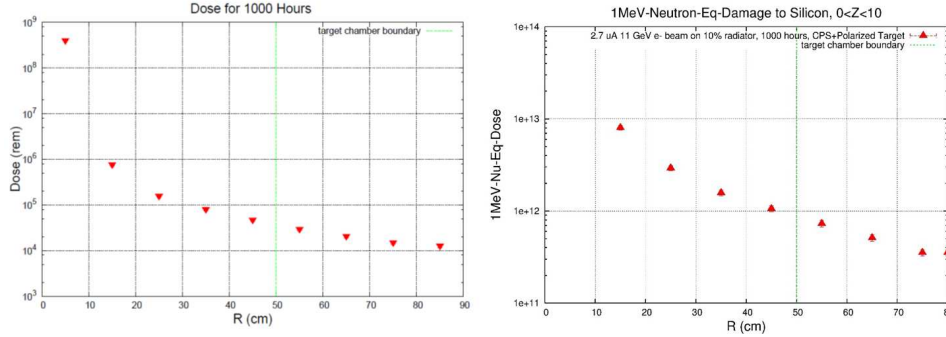 Dose for 1000 Hours
target chamber boundary
10^9
10^8
10^7
10^6
10^5
10^4
10^3
Dose (rem)
0 10 20 30 40 50 60 70 80 90
R (cm)
1MeV-Neutron-Eq-Damage to Silicon, 0<Z<10
2.7 uA 11 GeV e- beam on 10% radiator, 1000 hours, CPS+Polarized Target
target chamber boundary
1e+14
1e+13
1e+12
1e+11
1MeV-Nu-Eq-Dose
0 10 20 30 40 50 60 70
R (cm)